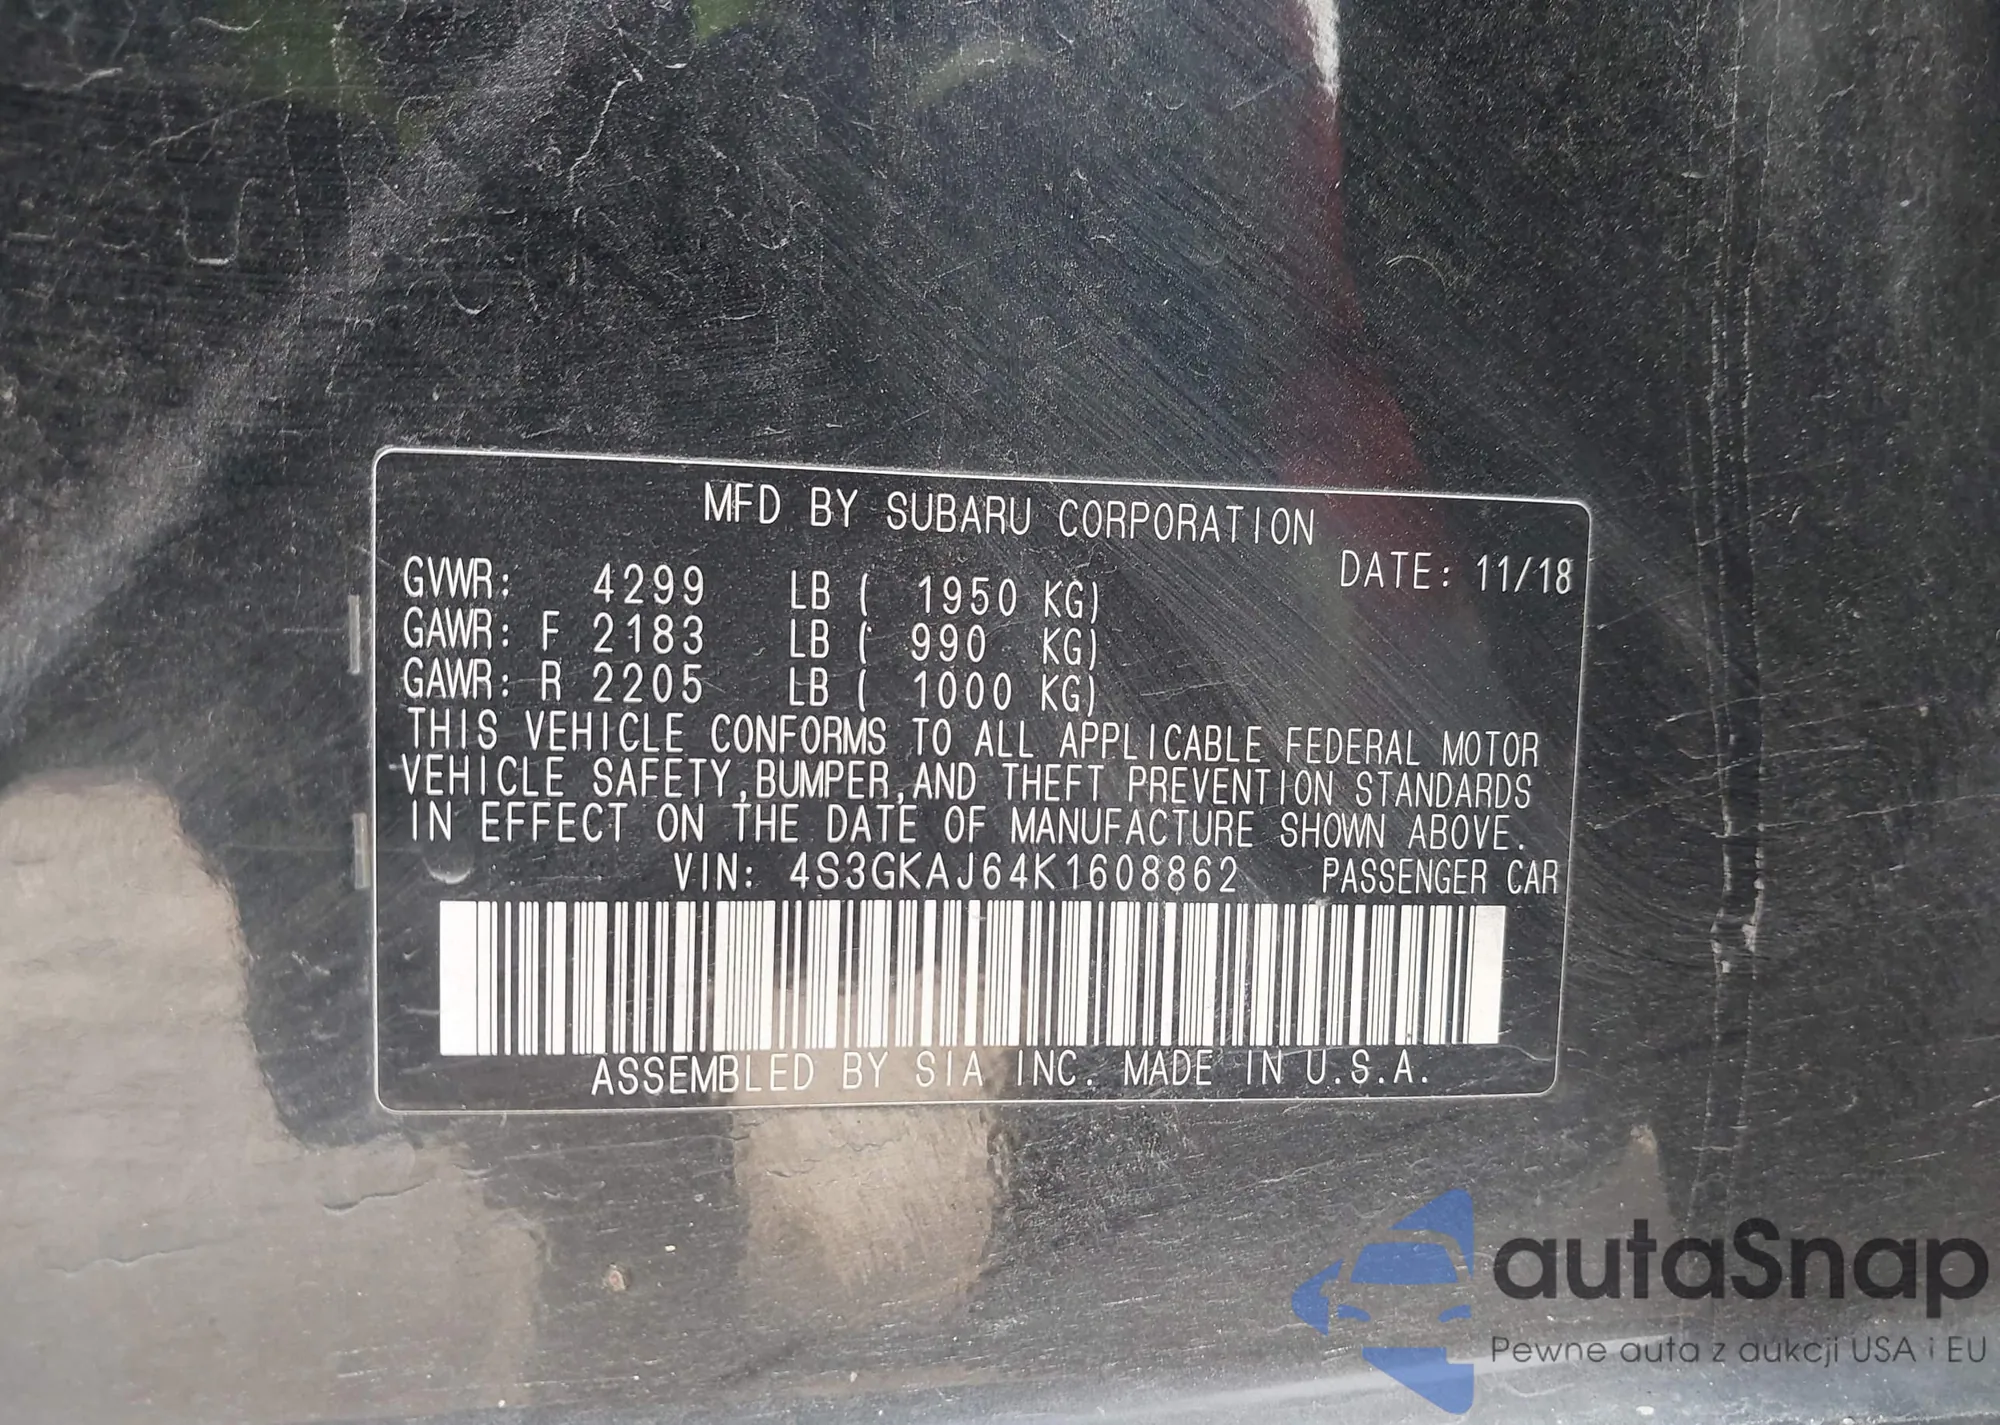 MFD BY SUBARU CORPORATION
DATE: 11/18
GVWR: 4299 LB ( 1950 KG)
GAWR: F 2183 LB ( 990 KG)
GAWR: R 2205 LB ( 1000 KG)
THIS VEHICLE CONFORMS TO ALL APPLICABLE FEDERAL MOTOR
VEHICLE SAFETY,BUMPER,AND THEFT PREVENTION STANDARDS
IN EFFECT ON THE DATE OF MANUFACTURE SHOWN ABOVE.
VIN: 4S3GKAJ64K1608862 PASSENGER CAR
ASSEMBLED BY SIA INC. MADE IN U.S.A.
autaSnap
Pewne auta z aukcji USA i EU